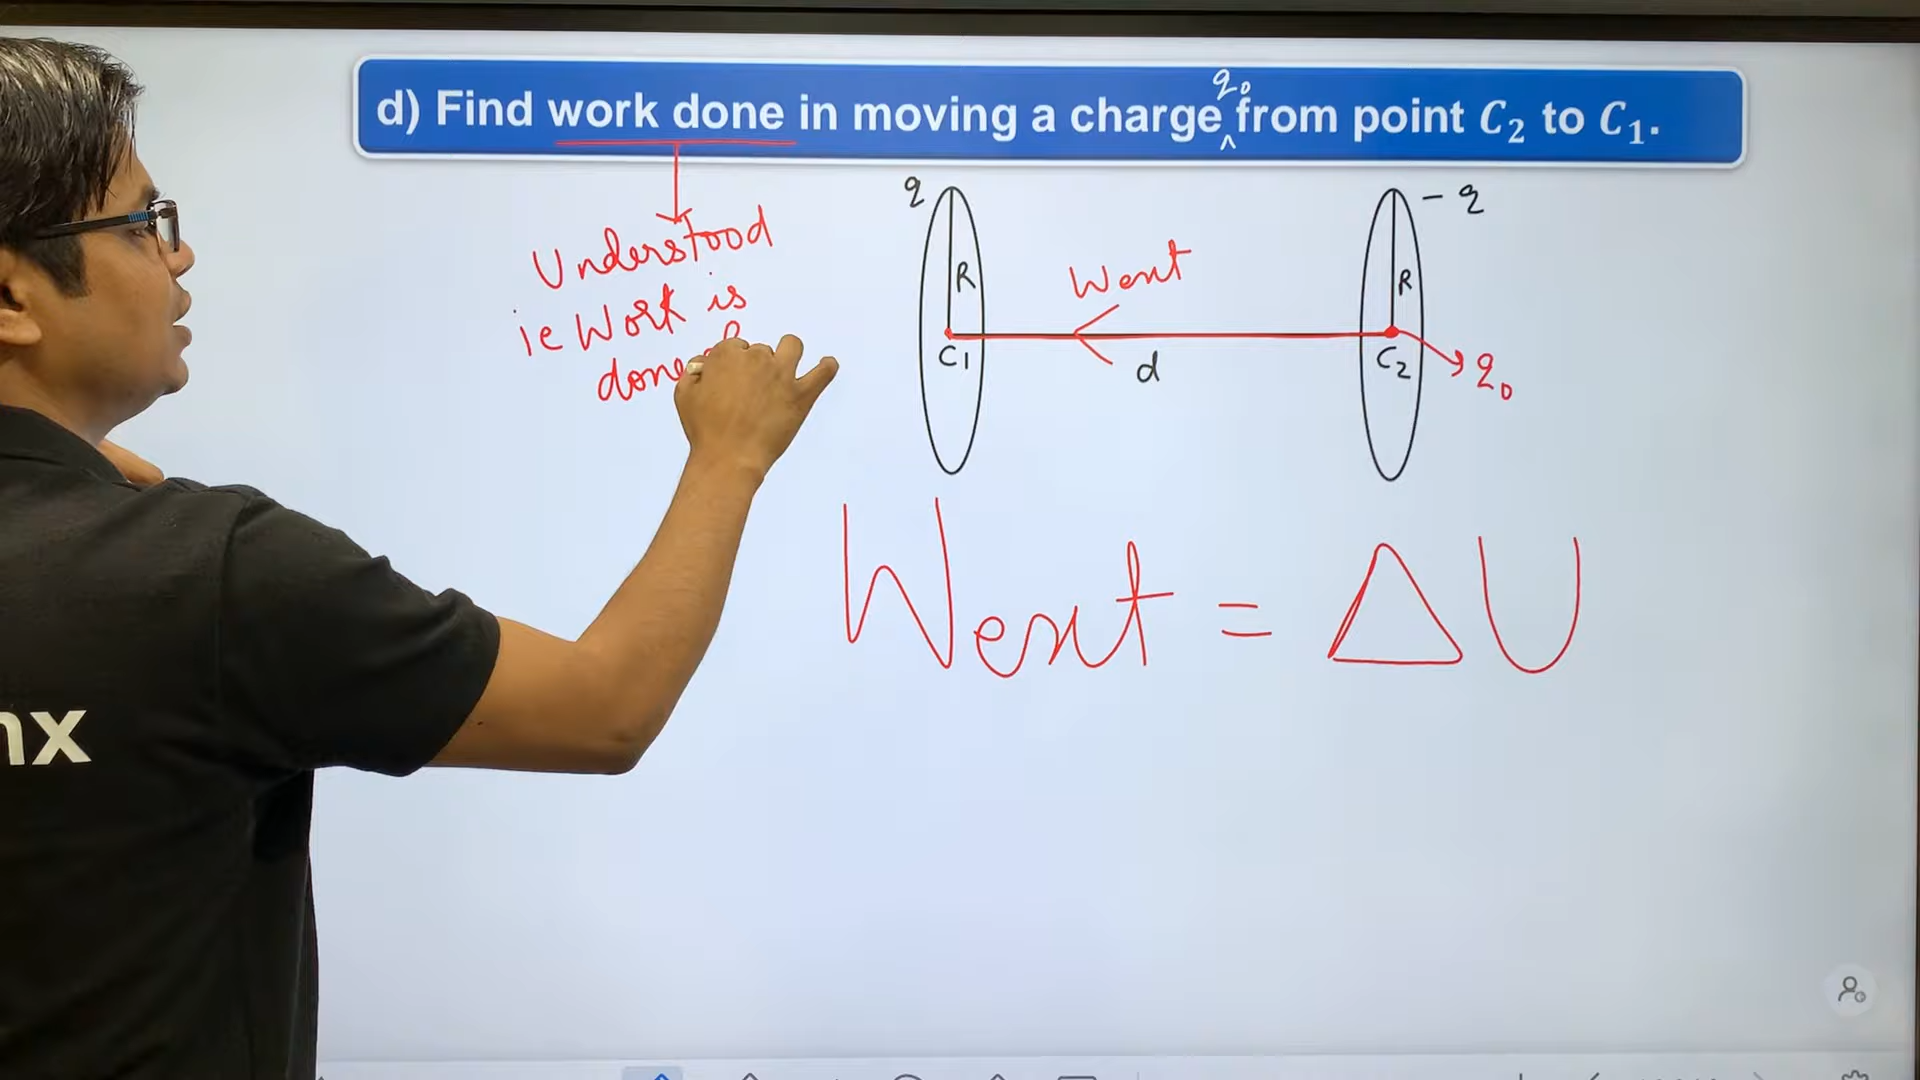 d) Find work done in moving a charge q₀ from point C₂ to C₁.
Understood
ie Work is
done
q
- q
R
R
Wext
C₁
d
C₂
q₀
Wext = ΔU
nx